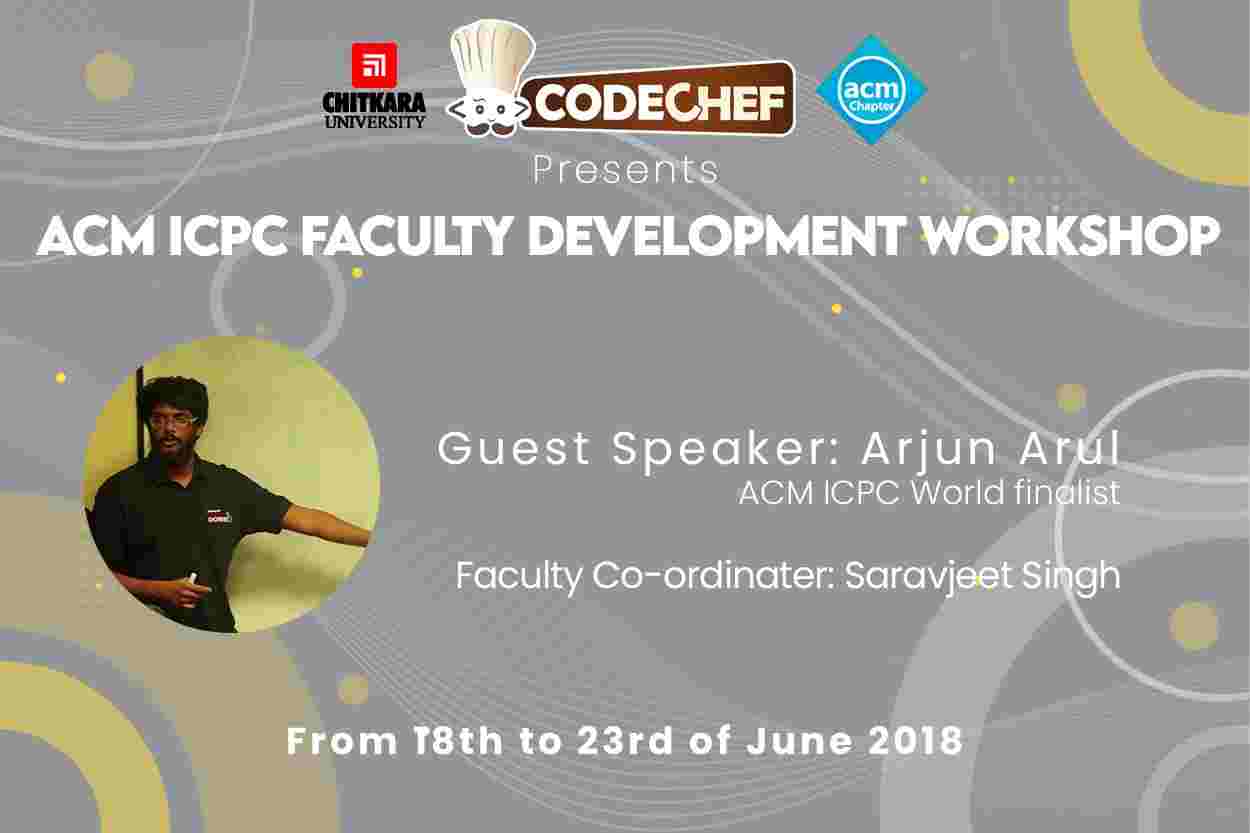 CHITKARA
UNIVERSITY
CODECHEF
acm
Chapter
Presents
ACM ICPC FACULTY DEVELOPMENT WORKSHOP
Guest Speaker: Arjun Arul
ACM ICPC World finalist
Faculty Co-ordinater: Saravjeet Singh
From 18th to 23rd of June 2018